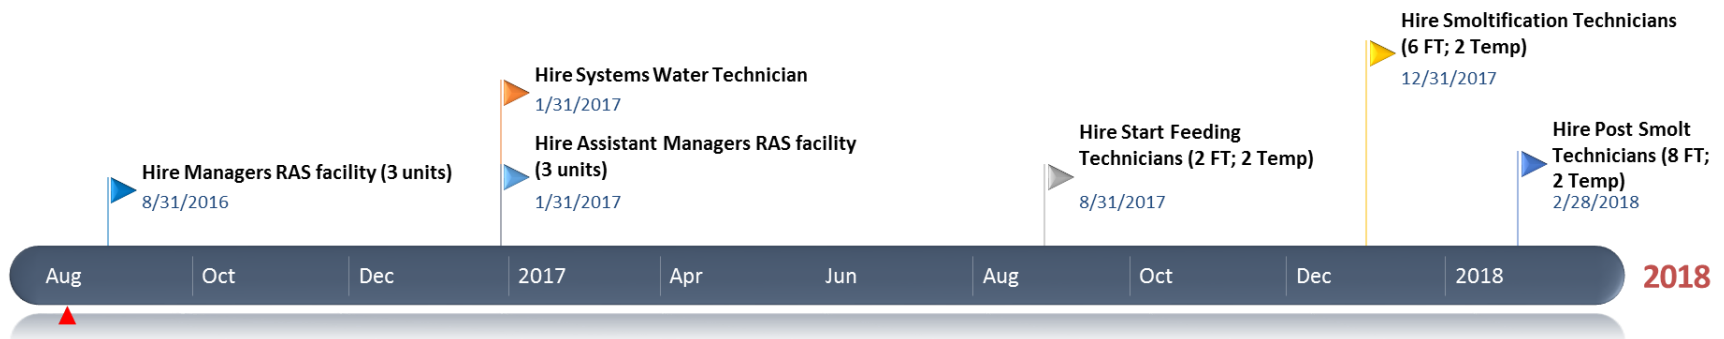 Hire Managers RAS facility (3 units)
8/31/2016
Hire Systems Water Technician
1/31/2017
Hire Assistant Managers RAS facility
(3 units)
1/31/2017
Hire Start Feeding
Technicians (2 FT; 2 Temp)
8/31/2017
Hire Smoltification Technicians
(6 FT; 2 Temp)
12/31/2017
Hire Post Smolt
Technicians (8 FT;
2 Temp)
2/28/2018
Aug Oct Dec 2017 Apr Jun Aug Oct Dec 2018
2018